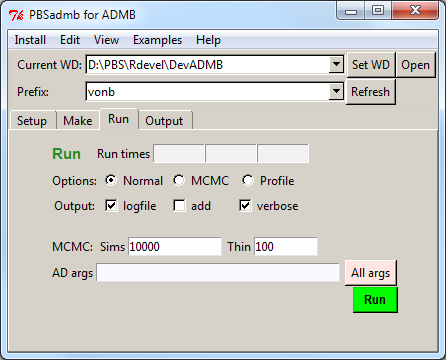 PBSadmb for ADMB
Install Edit View Examples Help
Current WD: D:\PBS\Rdevel\DevADMB Set WD Open
Prefix: vonb Refresh
Setup Make Run Output
Run Run times
Options: Normal MCMC Profile
Output: logfile add verbose
MCMC: Sims 10000 Thin 100
AD args All args
Run